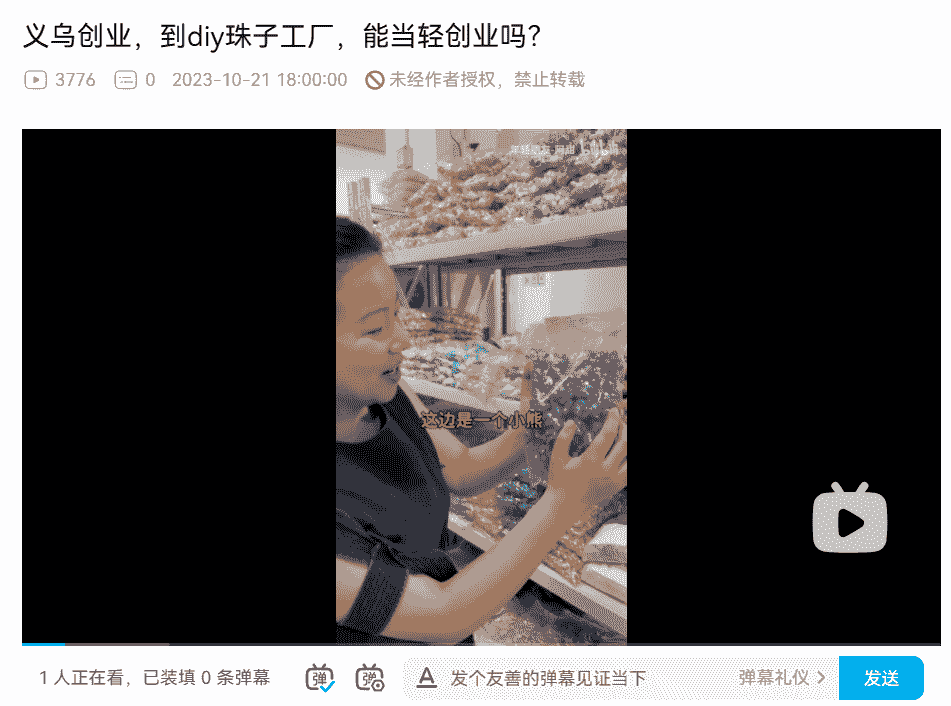 义乌创业，到diy珠子工厂，能当轻创业吗？
3776 0 2023-10-21 18:00:00 未经作者授权，禁止转载
这边是一个小熊
1 人正在看，已装填 0 条弹幕 弹 弹 A 发个友善的弹幕见证当下 弹幕礼仪 > 发送